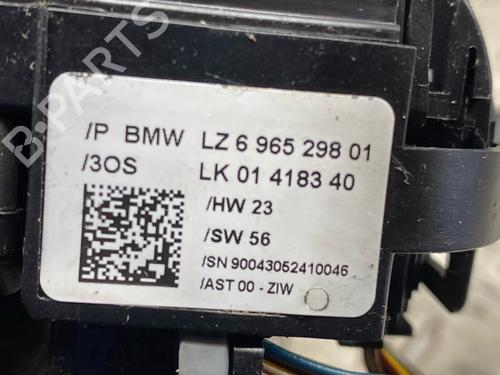 /P BMW LZ 6 965 298 01
/3OS LK 01 4183 40
/HW 23
/SW 56
/SN 90043052410046
/AST 00 - ZIW
B-PARTS